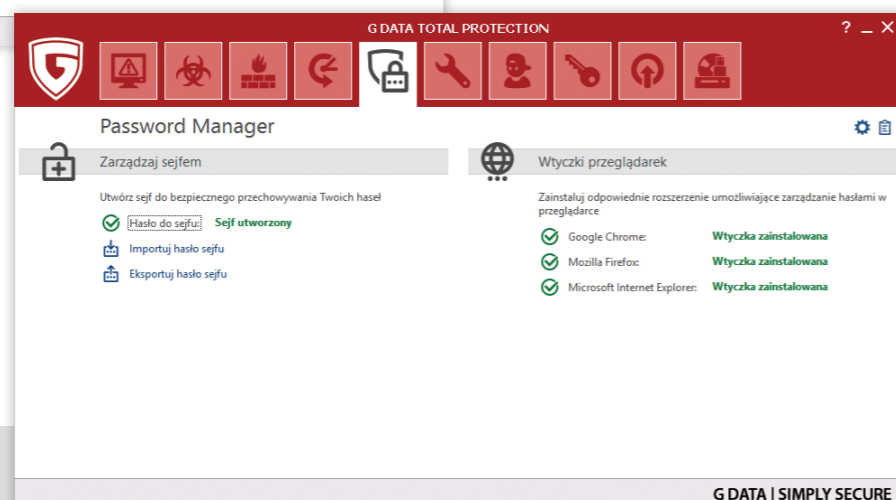 G DATA TOTAL PROTECTION
?
Password Manager
Zarządzaj sejfem
Utwórz sejf do bezpiecznego przechowywania Twoich haseł
Hasło do sejfu: Sejf utworzony
Importuj hasło sejfu
Eksportuj hasło sejfu
Wtyczki przeglądarek
Zainstaluj odpowiednie rozszerzenie umożliwiające zarządzanie hasłami w
przeglądarce
Google Chrome: Wtyczka zainstalowana
Mozilla Firefox: Wtyczka zainstalowana
Microsoft Internet Explorer: Wtyczka zainstalowana
G DATA | SIMPLY SECURE